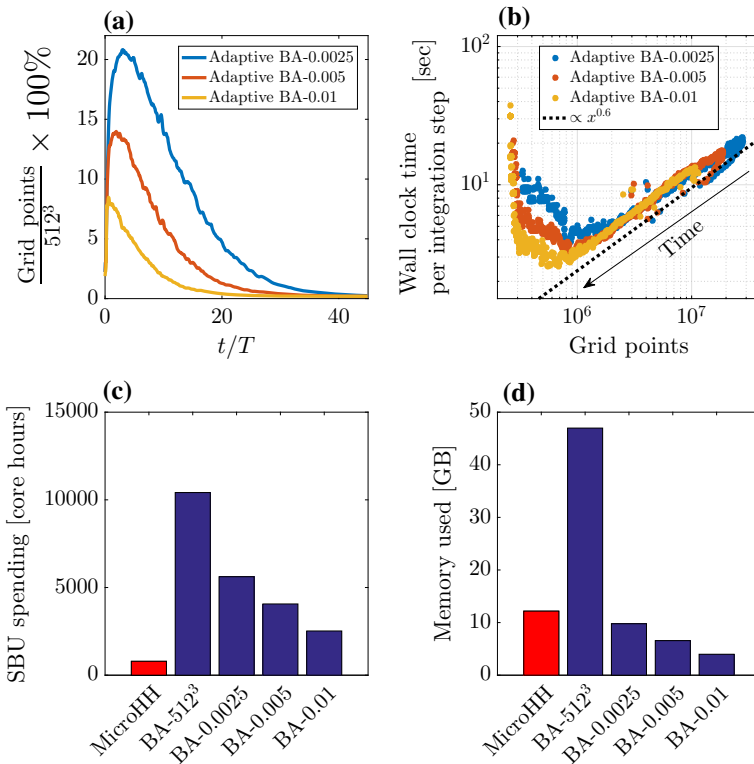 (a)
Grid points / 512³ × 100%
20
15
10
5
0
0 20 40
t/T
Adaptive BA-0.0025
Adaptive BA-0.005
Adaptive BA-0.01
(b)
Wall clock time
per integration step [sec]
10²
10¹
10⁶ 10⁷
Grid points
Adaptive BA-0.0025
Adaptive BA-0.005
Adaptive BA-0.01
∝ x^0.6
Time
(c)
SBU spending [core hours]
15000
10000
5000
0
MicroHH
BA-512³
BA-0.0025
BA-0.005
BA-0.01
(d)
Memory used [GB]
50
40
30
20
10
0
MicroHH
BA-512³
BA-0.0025
BA-0.005
BA-0.01